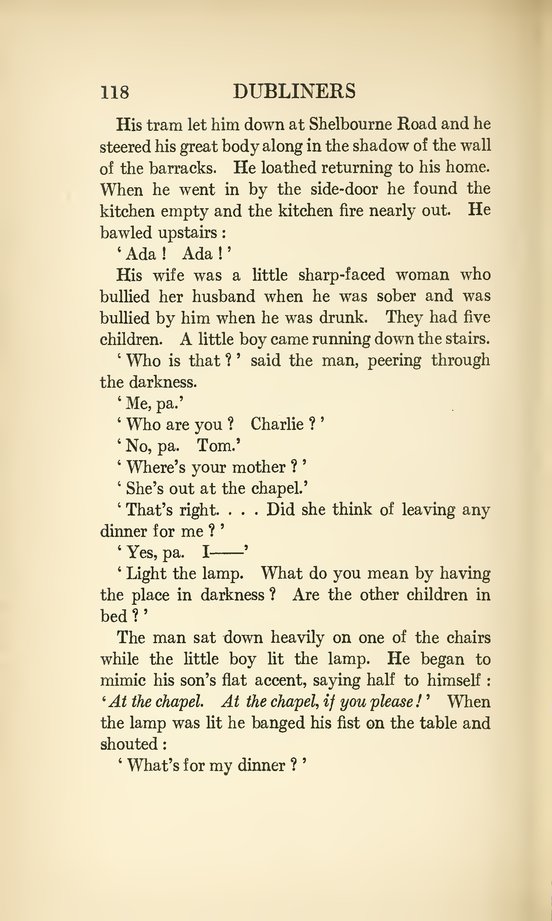 118 DUBLINERS
His tram let him down at Shelbourne Road and he
steered his great body along in the shadow of the wall
of the barracks. He loathed returning to his home.
When he went in by the side-door he found the
kitchen empty and the kitchen fire nearly out. He
bawled upstairs :
‘ Ada ! Ada ! ’
His wife was a little sharp-faced woman who
bullied her husband when he was sober and was
bullied by him when he was drunk. They had five
children. A little boy came running down the stairs.
‘ Who is that ? ’ said the man, peering through
the darkness.
‘ Me, pa.’
‘ Who are you ? Charlie ? ’
‘ No, pa. Tom.’
‘ Where’s your mother ? ’
‘ She’s out at the chapel.’
‘ That’s right. . . . Did she think of leaving any
dinner for me ? ’
‘ Yes, pa. I——’
‘ Light the lamp. What do you mean by having
the place in darkness ? Are the other children in
bed ? ’
The man sat down heavily on one of the chairs
while the little boy lit the lamp. He began to
mimic his son’s flat accent, saying half to himself :
‘ At the chapel. At the chapel, if you please ! ’ When
the lamp was lit he banged his fist on the table and
shouted :
‘ What’s for my dinner ? ’